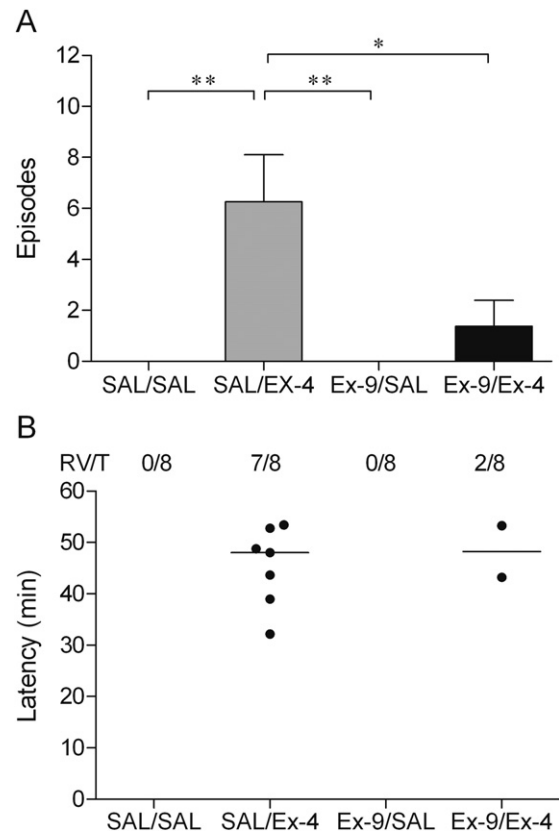 A
12
*
** **
10
8
6
4
2
0
Episodes
SAL/SAL SAL/EX-4 Ex-9/SAL Ex-9/Ex-4
B
RV/T 0/8 7/8 0/8 2/8
60
50
40
30
20
10
0
Latency (min)
SAL/SAL SAL/Ex-4 Ex-9/SAL Ex-9/Ex-4